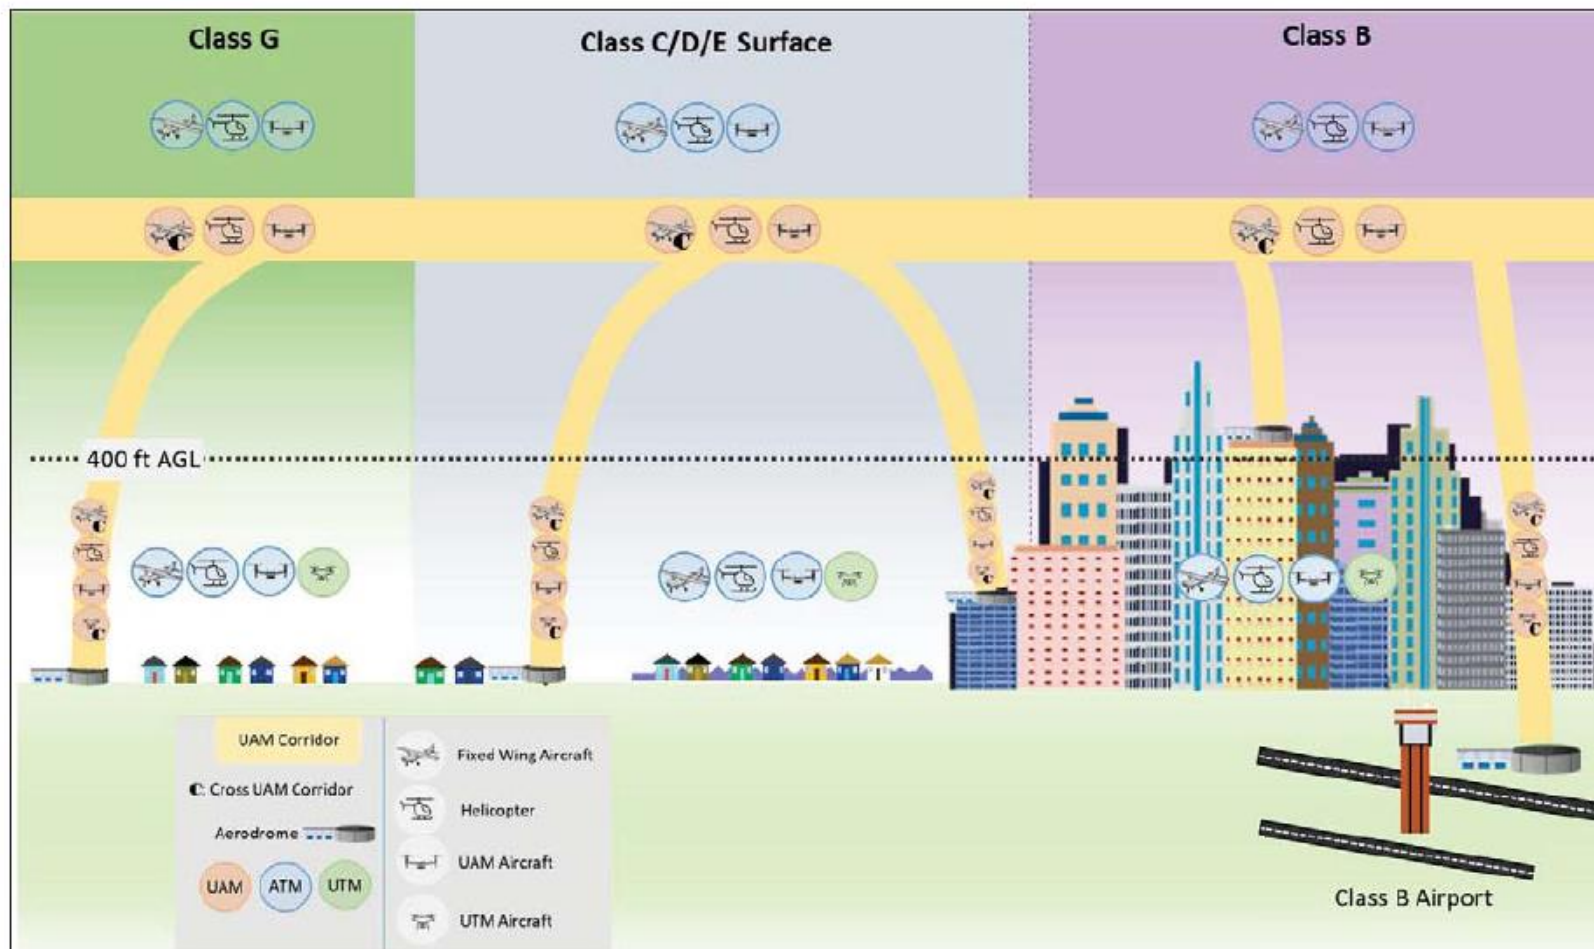 Class G
Class C/D/E Surface
Class B
400 ft AGL
UAM Corridor
C: Cross UAM Corridor
Aerodrome
UAM ATM UTM
Fixed Wing Aircraft
Helicopter
UAM Aircraft
UTM Aircraft
Class B Airport